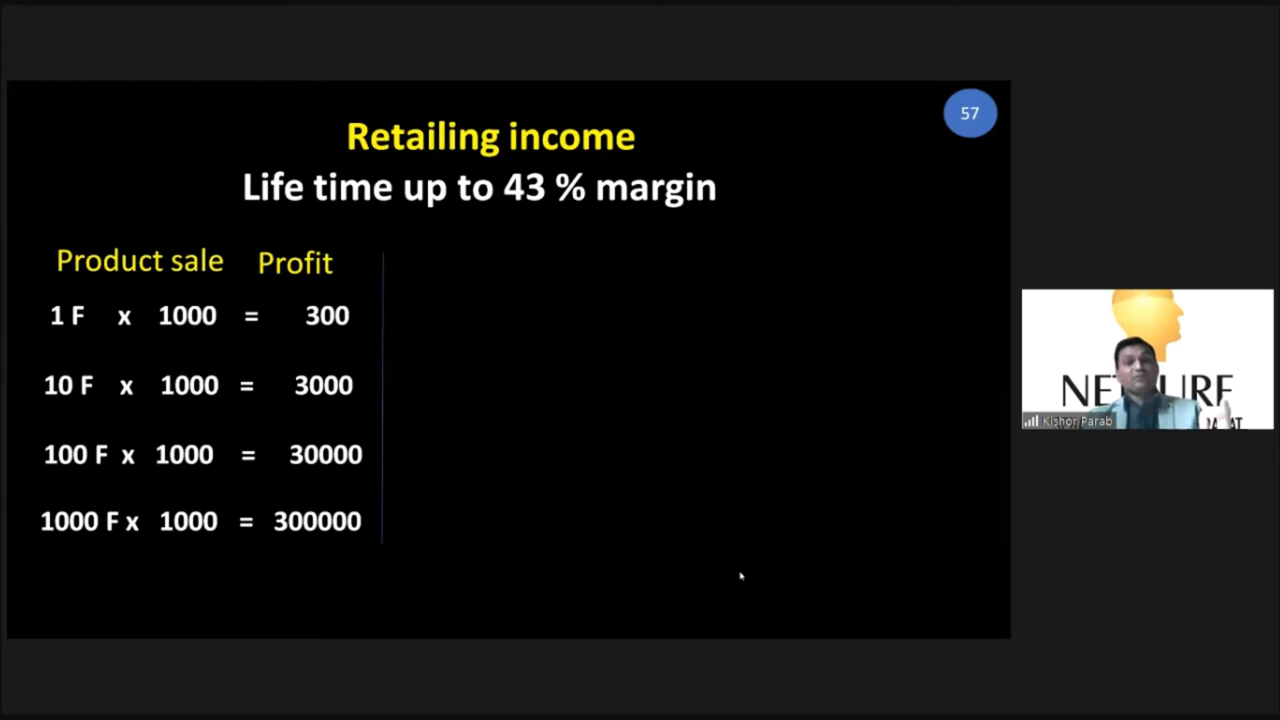 57
Retailing income
Life time up to 43 % margin
Product sale Profit
1 F x 1000 = 300
10 F x 1000 = 3000
100 F x 1000 = 30000
1000 F x 1000 = 300000
Kishor Parab